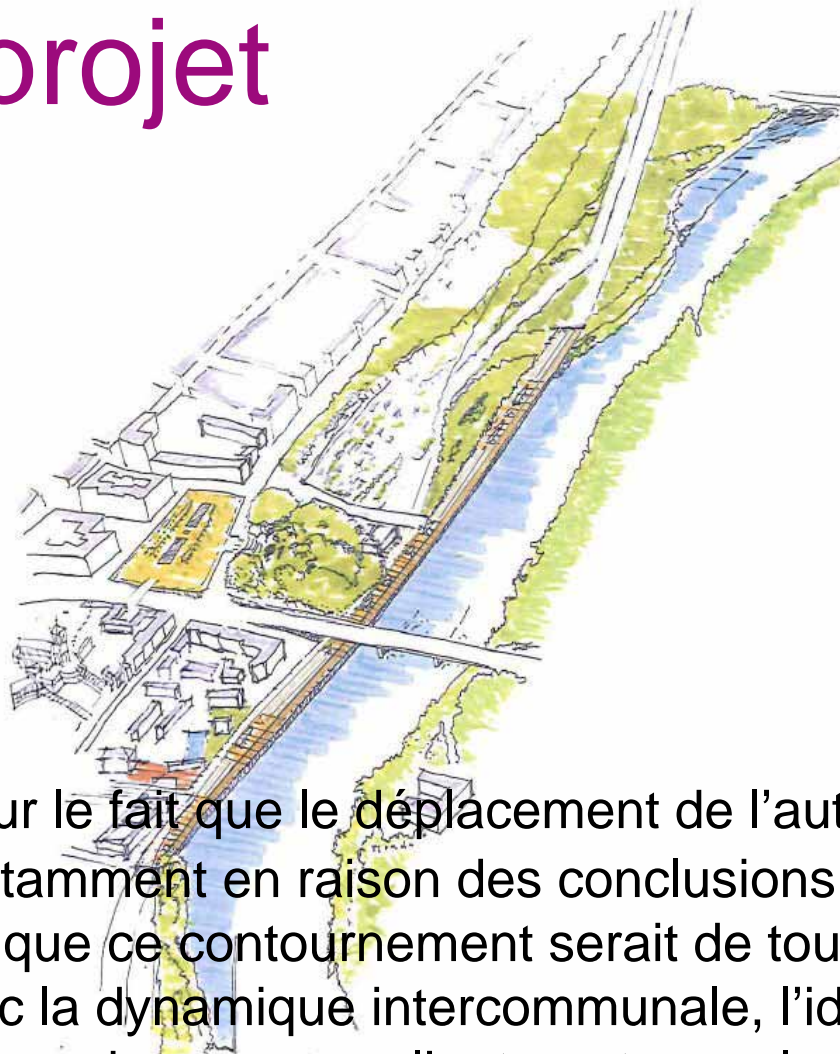 projet
ur le fait que le déplacement de l’aut
tamment en raison des conclusions
que ce contournement serait de tou
c la dynamique intercommunale, l’id